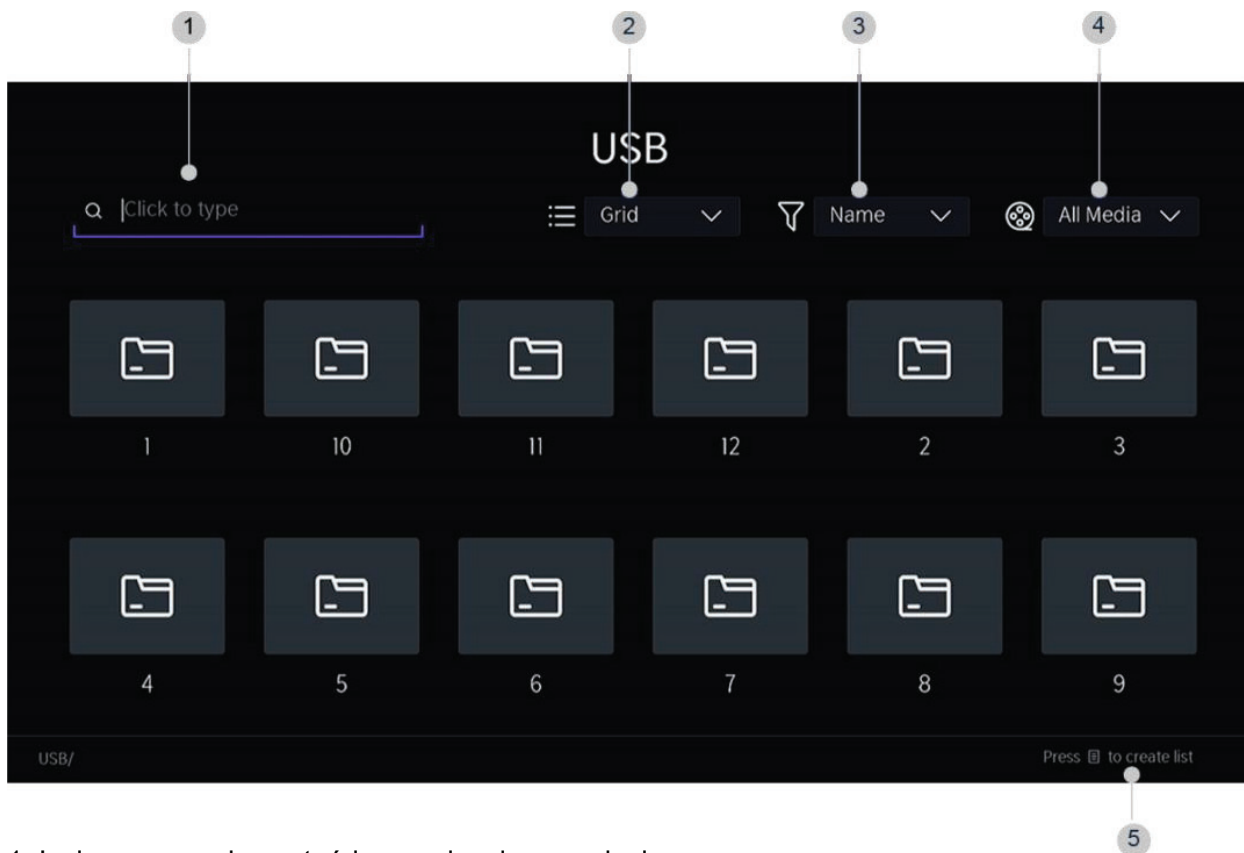 1 2 3 4
USB
Click to type Grid Name All Media
1 10 11 12 2 3
4 5 6 7 8 9
USB/ Press to create list
5